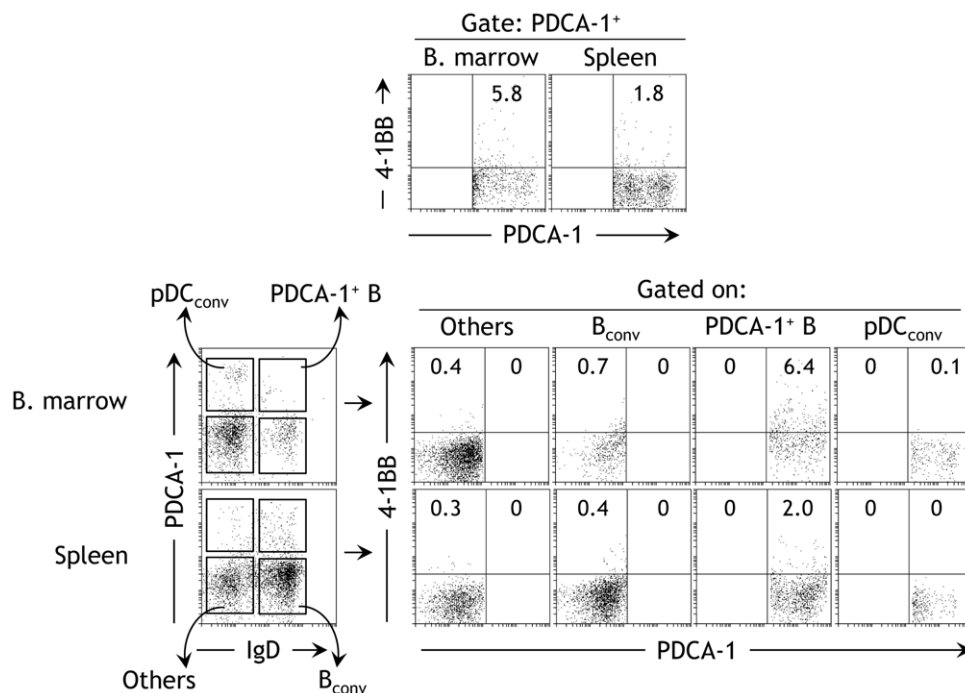 Gate: PDCA-1⁺
B. marrow Spleen
5.8 1.8
4-1BB
PDCA-1
pDCconv PDCA-1⁺ B
Gated on:
Others Bconv PDCA-1⁺ B pDCconv
B. marrow
0.4 0 0.7 0 0 6.4 0 0.1
PDCA-1
4-1BB
Spleen
0.3 0 0.4 0 0 2.0 0 0
IgD
PDCA-1
Others Bconv